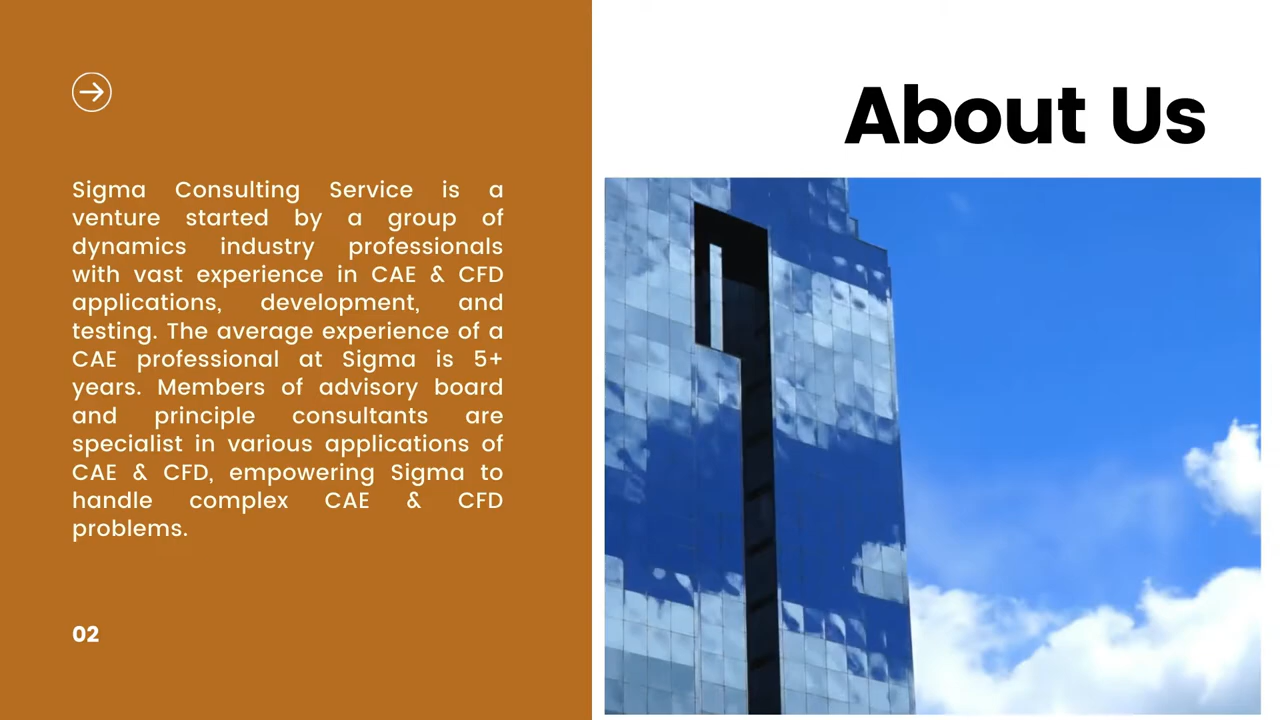 About Us
Sigma Consulting Service is a
venture started by a group of
dynamics industry professionals
with vast experience in CAE & CFD
applications, development, and
testing. The average experience of a
CAE professional at Sigma is 5+
years. Members of advisory board
and principle consultants are
specialist in various applications of
CAE & CFD, empowering Sigma to
handle complex CAE & CFD
problems.
02